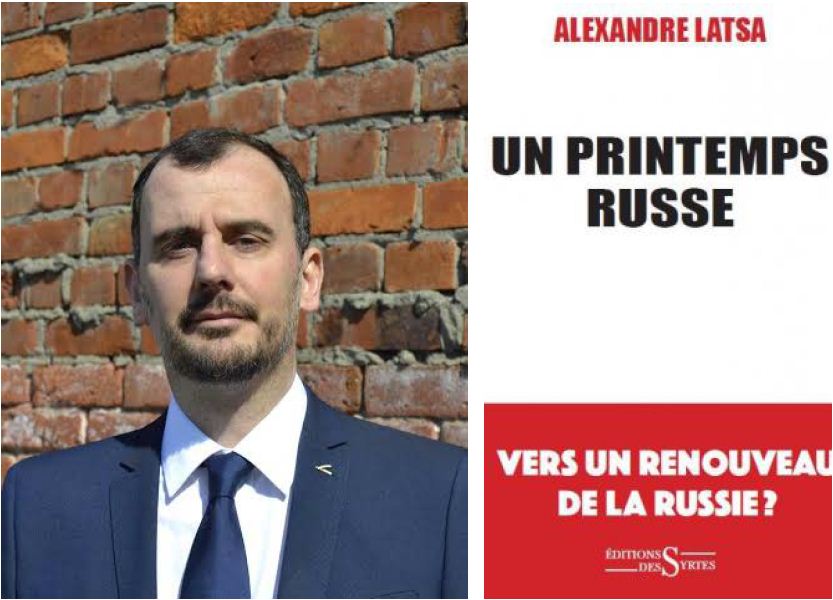 ALEXANDRE LATSA
UN PRINTEMPS
RUSSE
VERS UN RENOUVEAU
DE LA RUSSIE ?
ÉDITIONS
DES SYRTES